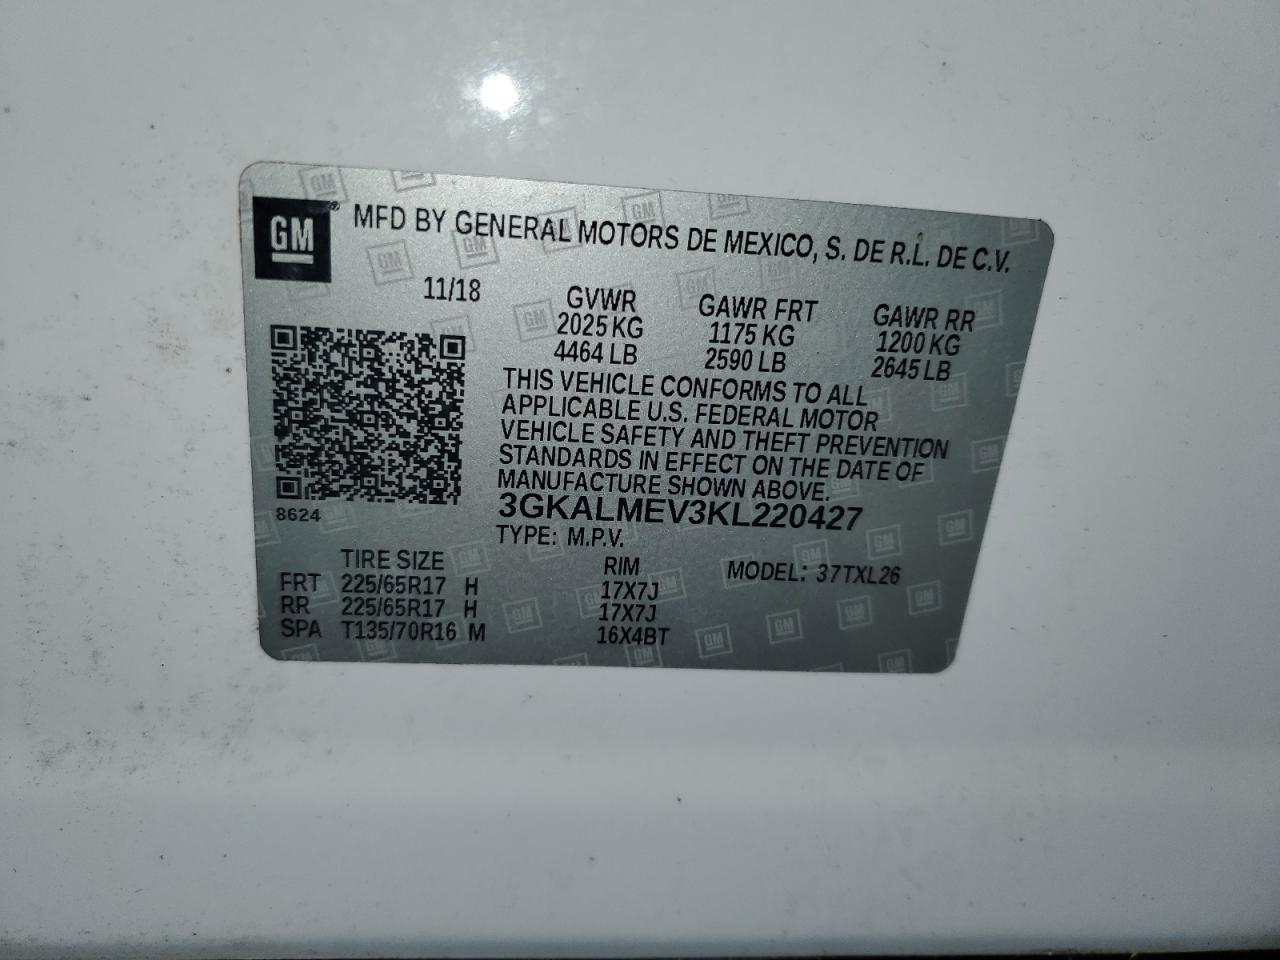 GM ® MFD BY GENERAL MOTORS DE MEXICO, S. DE R.L. DE C.V.
11/18
GVWR GAWR FRT GAWR RR
2025 KG 1175 KG 1200 KG
4464 LB 2590 LB 2645 LB
THIS VEHICLE CONFORMS TO ALL
APPLICABLE U.S. FEDERAL MOTOR
VEHICLE SAFETY AND THEFT PREVENTION
STANDARDS IN EFFECT ON THE DATE OF
MANUFACTURE SHOWN ABOVE.
8624
3GKALMEV3KL220427
TYPE: M.P.V.
TIRE SIZE RIM MODEL: 37TXL26
FRT 225/65R17 H 17X7J
RR 225/65R17 H 17X7J
SPA T135/70R16 M 16X4BT